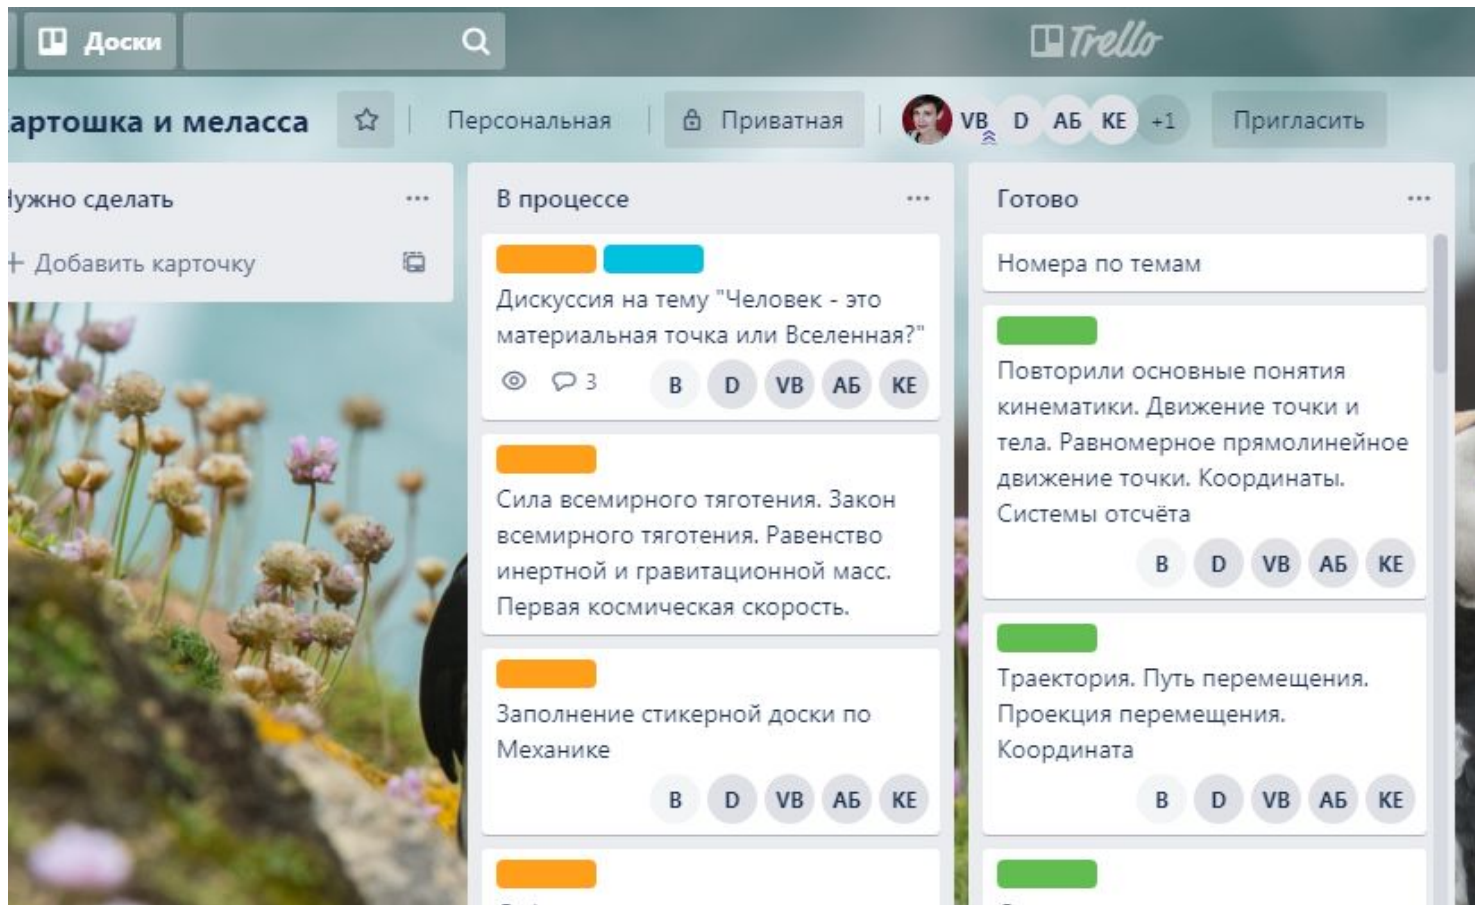 Доски
Trello
артошка и меласса
Персональная
Приватная
VB D АБ КЕ +1
Пригласить
Нужно сделать
+ Добавить карточку
В процессе
Дискуссия на тему "Человек - это
материальная точка или Вселенная?"
3 В D VB АБ КЕ
Сила всемирного тяготения. Закон
всемирного тяготения. Равенство
инертной и гравитационной масс.
Первая космическая скорость.
Заполнение стикерной доски по
Механике
В D VB АБ КЕ
Готово
Номера по темам
Повторили основные понятия
кинематики. Движение точки и
тела. Равномерное прямолинейное
движение точки. Координаты.
Системы отсчёта
В D VB АБ КЕ
Траектория. Путь перемещения.
Проекция перемещения.
Координата
В D VB АБ КЕ